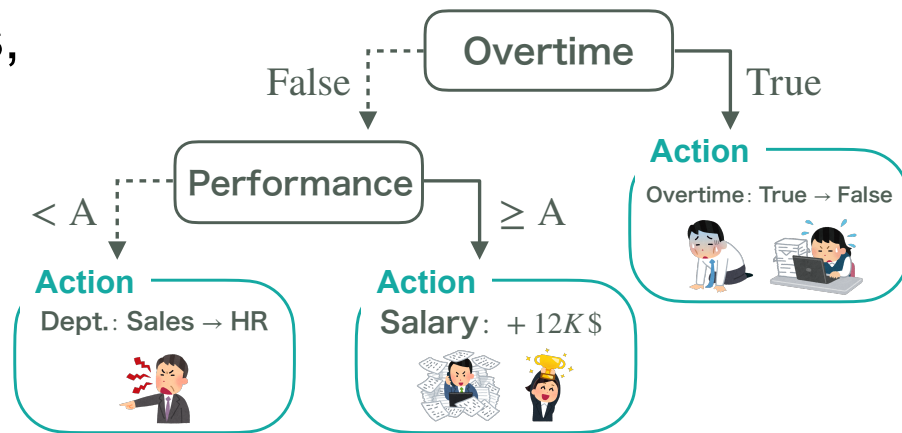 s,
Overtime
False
True
Performance
Action
Overtime: True → False
< A
≥ A
Action
Dept.: Sales → HR
Action
Salary: + 12K $